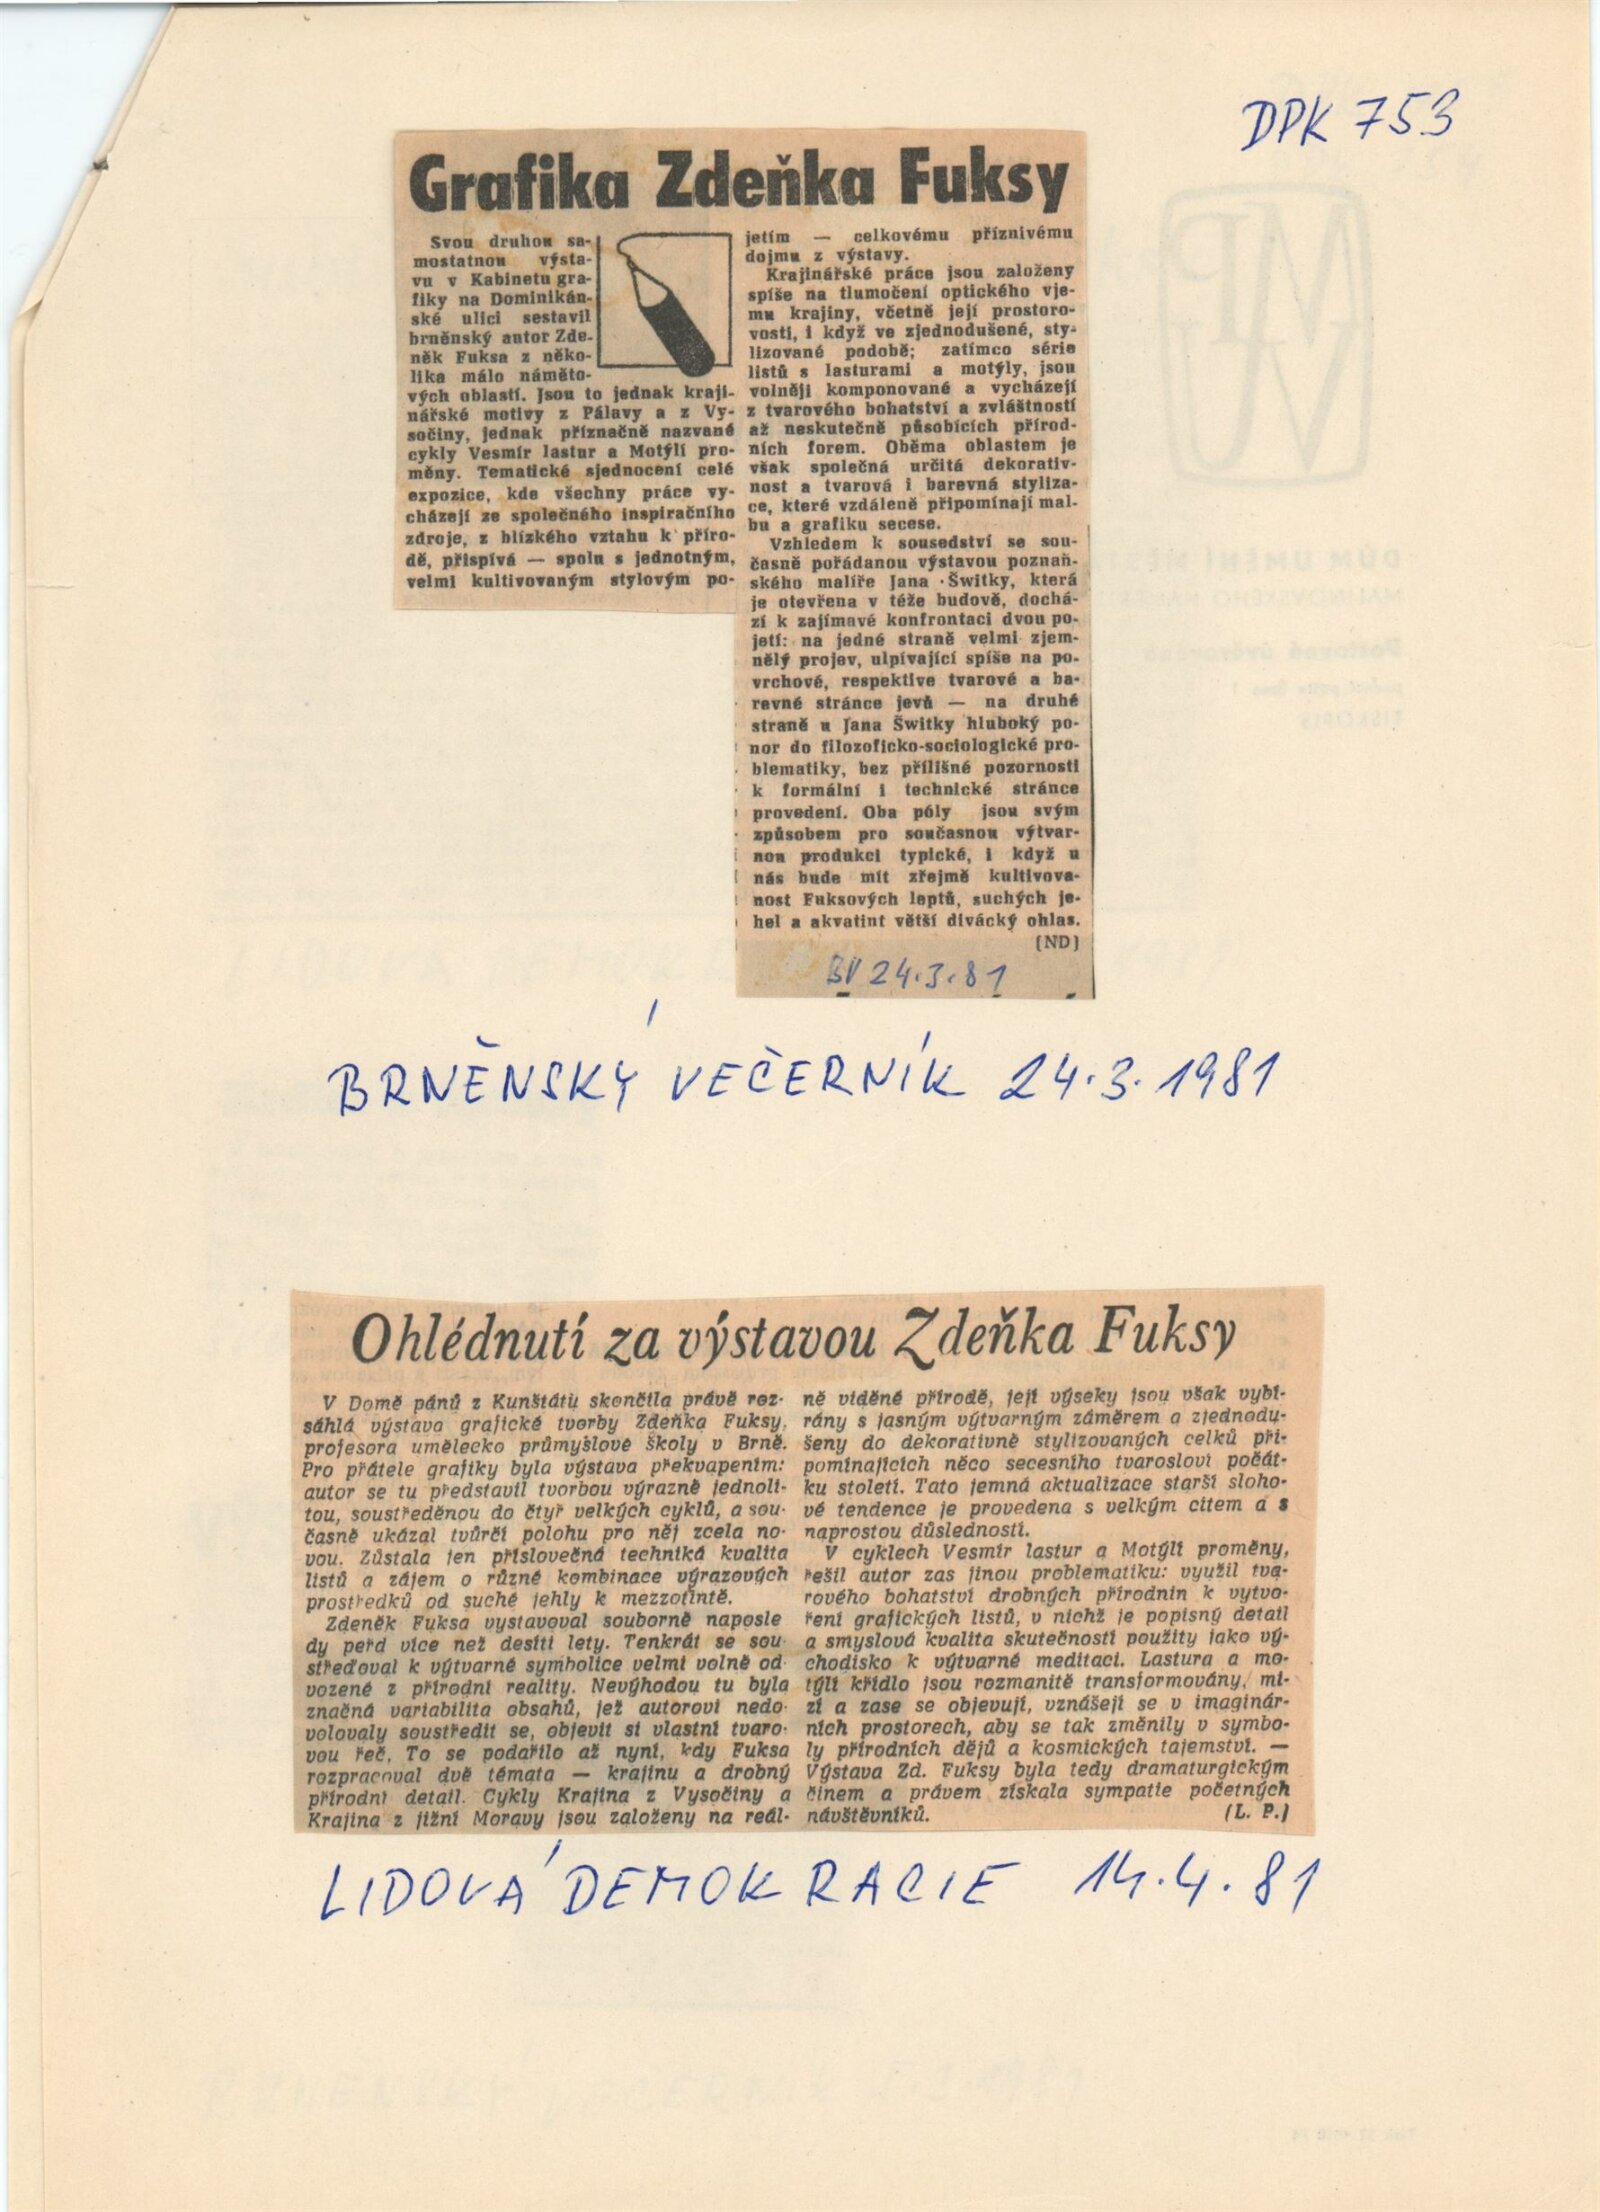 DPK 753
Grafika Zdeňka Fuksy
Svou druhou sa-
mostatnou výsta-
vu v Kabinetu gra-
fiky na Dominikán-
ské ulici sestavil
brněnský autor Zde-
něk Fuksa z něko-
lika málo námě­to-
vých oblastí. Jsou to jednak kraji-
nářské motivy z Pálavy a z Vy-
sočiny, jednak příznačně nazvané
cykly Vesmír lastur a Motýlí pro-
měny. Tematické sjednocení celé
expozice, kde všechny práce vy-
cházejí ze společného inspiračního
zdroje, z blízkého vztahu k příro-
dě, přispívá — spolu s jednotným,
velmi kultivovaným stylovým po-
jetím — celkovému příznivému
dojmu z výstavy.
Krajinářské práce jsou založeny
spíše na tlumočení optického vje-
mu krajiny, včetně její prostoro-
vosti, i když ve zjednodušené, sty-
lizované podobě; zatímco série
listů s lasturami a motýly, jsou
volněji komponované a vycházejí
z tvarového bohatství a zvláštností
až neskutečně působících přírod-
ních forem. Oběma oblastem je
však společná určitá dekorativ-
nost a tvarová i barevná styliza-
ce, které vzdáleně připomínají mal-
bu a grafiku secese.
Vzhledem k sousedství se sou-
časně pořádanou výstavou poznaň-
ského malíře Jana Šwitky, která
je otevřena v téže budově, dochá-
zí k zajímavé konfrontaci dvou po-
jetí: na jedné straně velmi zjem-
nělý projev, ulpívající spíše na po-
vrchové, respektive tvarové a ba-
revné stránce jevů — na druhé
straně u Jana Šwitky hluboký po-
nor do filozoficko-sociologické pro-
blematiky, bez přílišné pozornosti
k formální i technické stránce
provedení. Oba póly jsou svým
způsobem pro současnou výtvar-
nou produkci typické, i když u
nás bude mít zřejmě kultivova-
nost Fuksových leptů, suchých je-
hel a akvatint větší divácký ohlas.
(ND)
BV 24.3.81
BRNĚNSKÝ VEČERNÍK 24.3.1981
Ohlédnutí za výstavou Zdeňka Fuksy
V Domě pánů z Kunštátu skončila právě roz-
sáhlá výstava grafické tvorby Zdeňka Fuksy,
profesora umělecko průmyslové školy v Brně.
Pro přátele grafiky byla výstava překvapením:
autor se tu představil tvorbou výrazně jednoli-
tou, soustředěnou do čtyř velkých cyklů, a sou-
časně ukázal tvůrčí polohu pro něj zcela no-
vou. Zůstala jen příslovečná techniká kvalita
listů a zájem o různé kombinace výrazových
prostředků od suché jehly k mezzotintě.
Zdeněk Fuksa vystavoval souborně naposle
dy perd více než desíti lety. Tenkrát se sou-
střeďoval k výtvarné symbolice velmi volně od-
vozené z přírodní reality. Nevýhodou tu byla
značná variabilita obsahů, jež autorovi nedo-
volovaly soustředit se, objevit si vlastní tvaro-
vou řeč. To se podařilo až nyní, kdy Fuksa
rozpracoval dvě témata — krajinu a drobný
přírodní detail. Cykly Krajina z Vysočiny a
Krajina z jižní Moravy jsou založeny na reál-
ně viděné přírodě, její výseky jsou však vybí-
rány s jasným výtvarným záměrem a zjednodu-
šeny do dekorativně stylizovaných celků při-
pomínajících něco secesního tvarosloví počát-
ku století. Tato jemná aktualizace starší sloho-
vé tendence je provedena s velkým citem a s
naprostou důsledností.
V cyklech Vesmír lastur a Motýlí proměny,
řešil autor zas jinou problematiku: využil tva-
rového bohatství drobných přírodnin k vytvo-
ření grafických listů, v nichž je popisný detail
a smyslová kvalita skutečnosti použity jako vý-
chodisko k výtvarné meditaci. Lastura a mo-
týlí křídlo jsou rozmanitě transformovány, mi-
zí a zase se objevují, vznášejí se v imaginár-
ních prostorech, aby se tak změnily v symbo-
ly přírodních dějů a kosmických tajemství. —
Výstava Zd. Fuksy byla tedy dramaturgickým
činem a právem získala sympatie početných
návštěvníků. (L. P.)
LIDOVÁ DEMOKRACIE 14.4.81